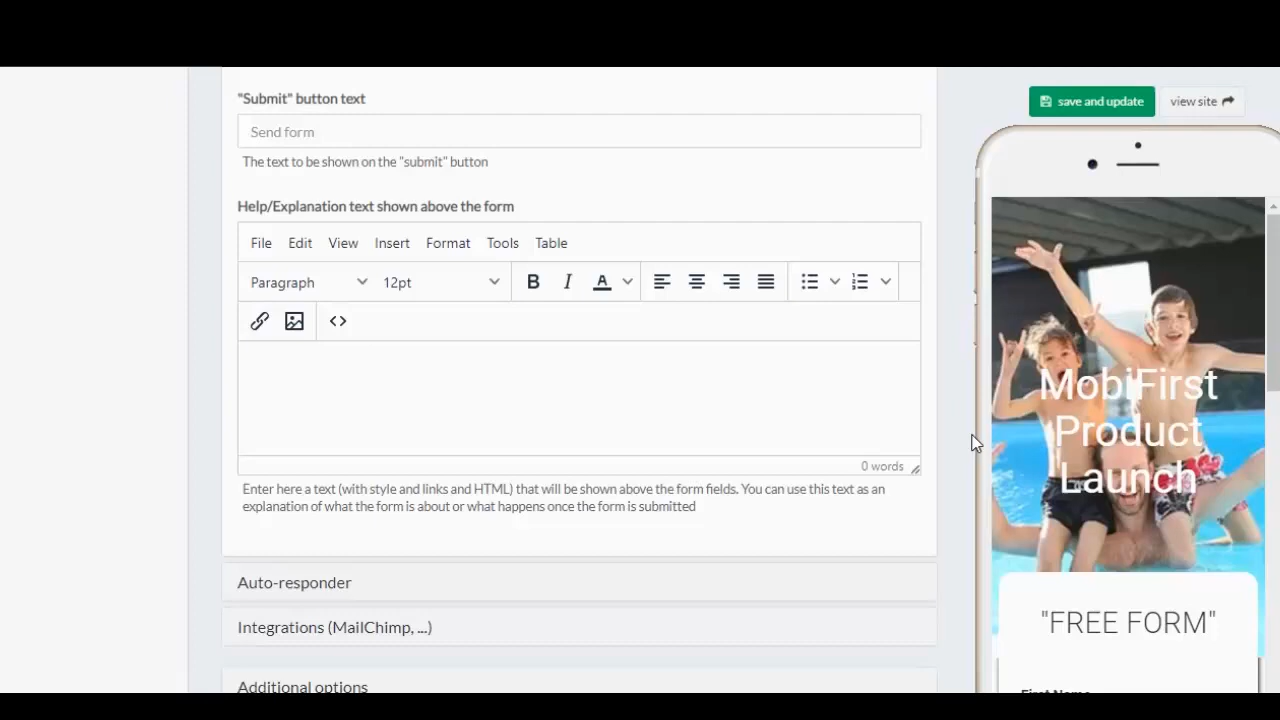 "Submit" button text
save and update
view site
Send form
The text to be shown on the "submit" button
Help/Explanation text shown above the form
File Edit View Insert Format Tools Table
Paragraph 12pt B I A
0 words
Enter here a text (with style and links and HTML) that will be shown above the form fields. You can use this text as an
explanation of what the form is about or what happens once the form is submitted
Auto-responder
Integrations (MailChimp, ...)
Additional options
MobiFirst
Product
Launch
"FREE FORM"
First Name